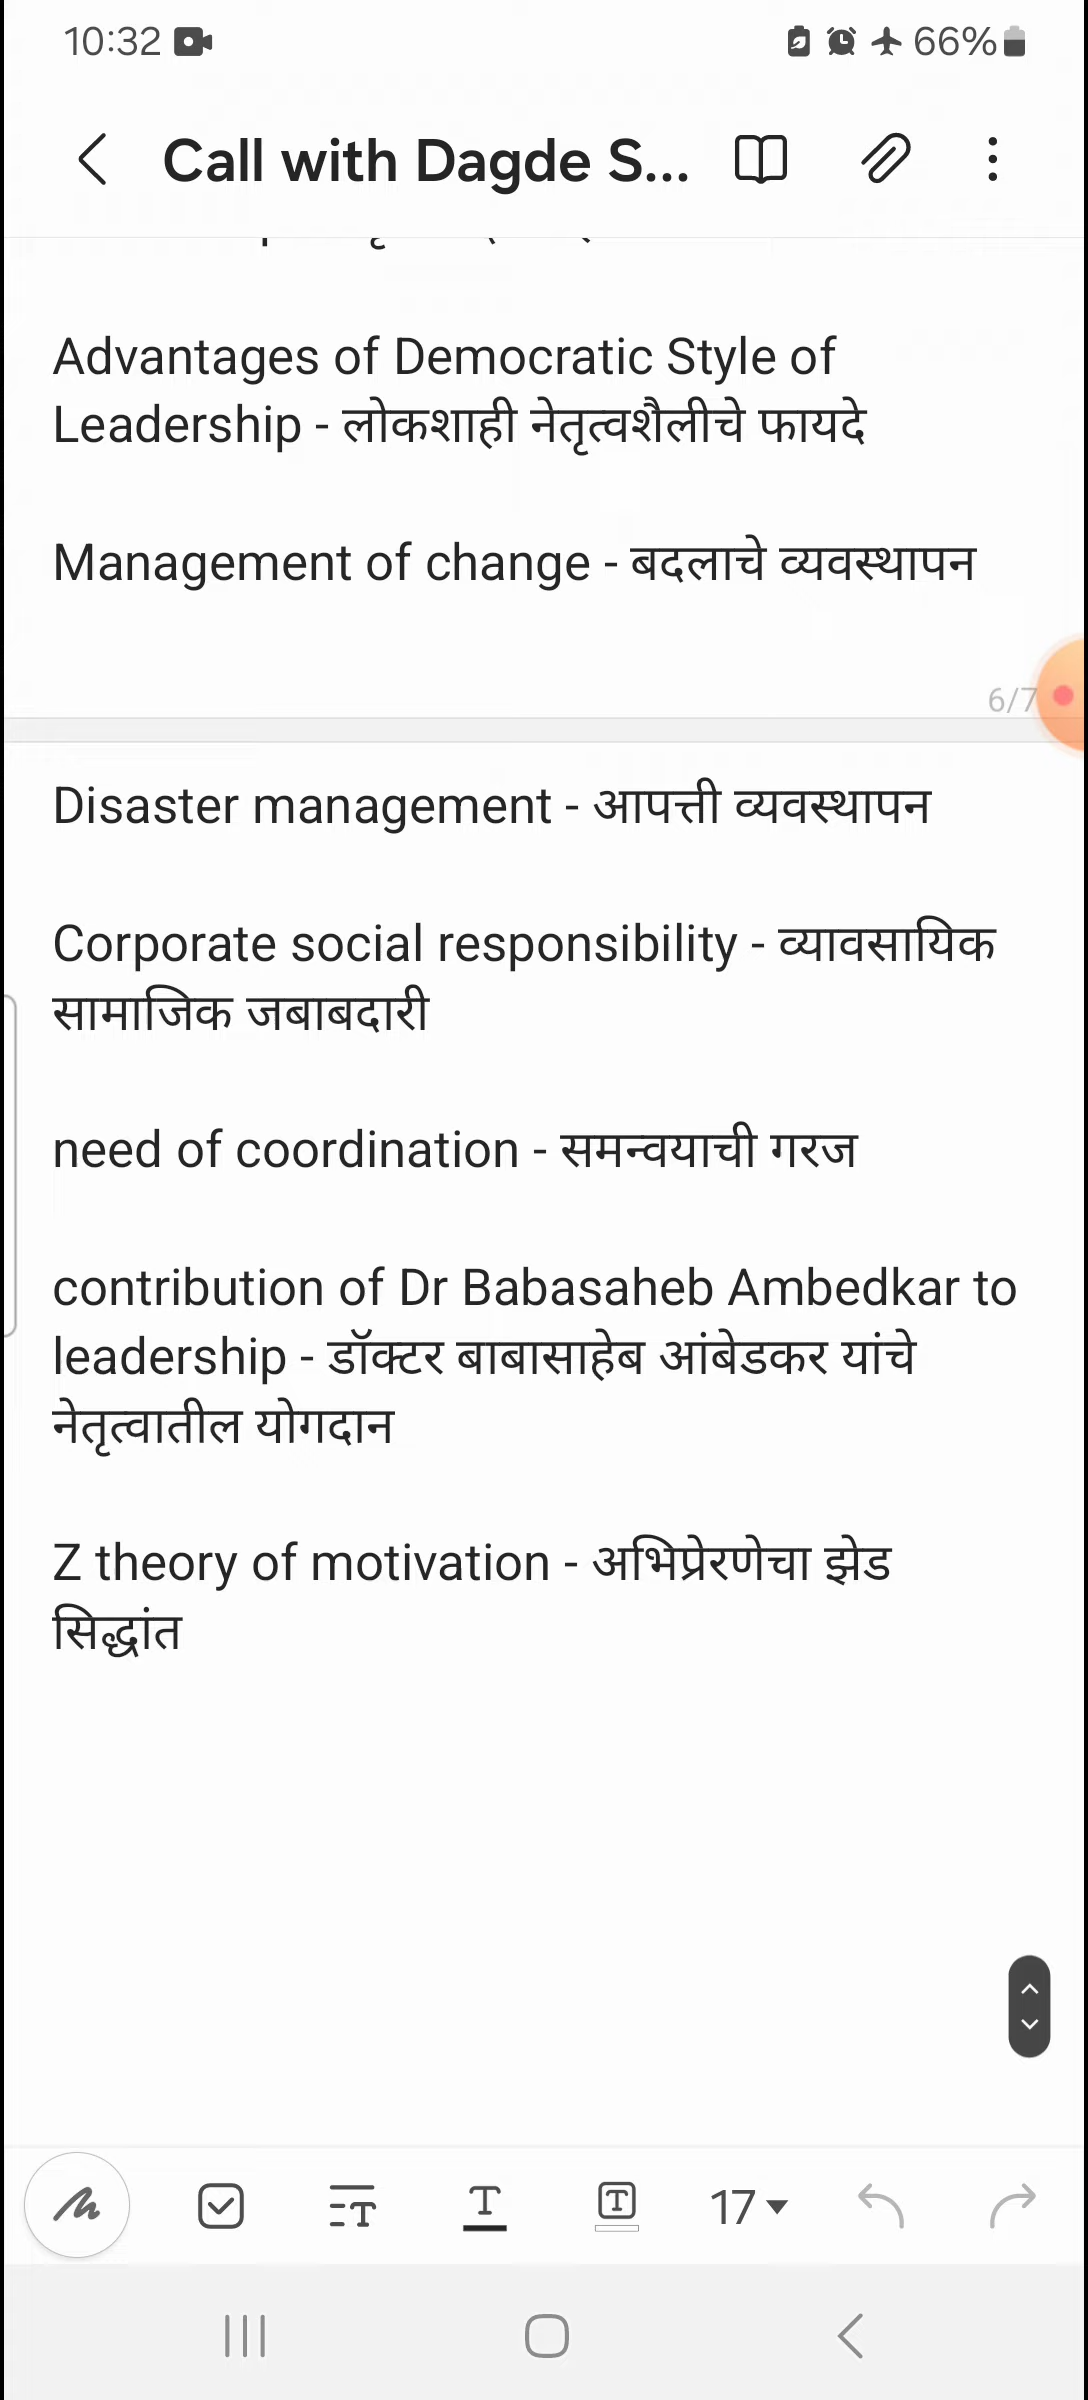 10:32
66%
Call with Dagde S...
Advantages of Democratic Style of
Leadership - लोकशाही नेतृत्वशैलीचे फायदे
Management of change - बदलाचे व्यवस्थापन
6/7
Disaster management - आपत्ती व्यवस्थापन
Corporate social responsibility - व्यावसायिक
सामाजिक जबाबदारी
need of coordination - समन्वयाची गरज
contribution of Dr Babasaheb Ambedkar to
leadership - डॉक्टर बाबासाहेब आंबेडकर यांचे
नेतृत्वातील योगदान
Z theory of motivation - अभिप्रेरणेचा झेड
सिद्धांत
17